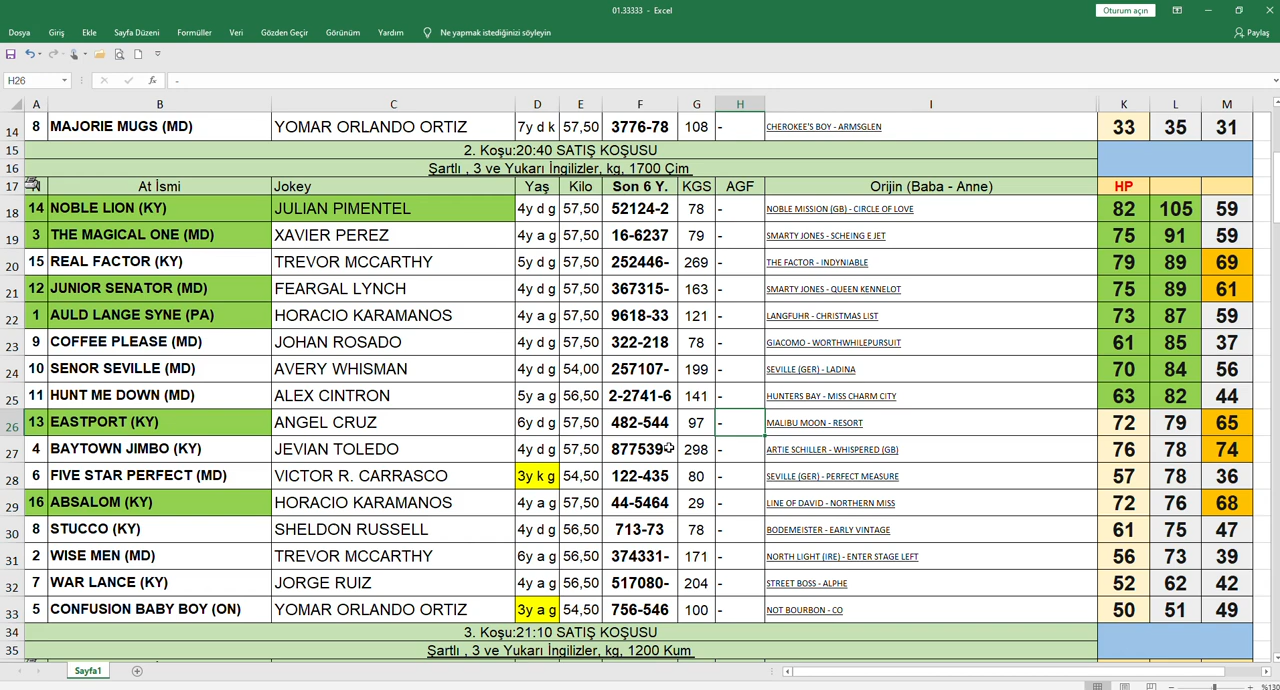 01.33333 - Excel
Oturum açın
Dosya Giriş Ekle Sayfa Düzeni Formüller Veri Gözden Geçir Görünüm Yardım Ne yapmak istediğinizi söyleyin Paylaş
H26 fx -
A B C D E F G H I K L M
14 8 MAJORIE MUGS (MD) YOMAR ORLANDO ORTIZ 7y d k 57,50 3776-78 108 - CHEROKEE'S BOY - ARMSGLEN 33 35 31
15 2. Koşu:20:40 SATIŞ KOŞUSU
16 Şartlı , 3 ve Yukarı İngilizler, kg, 1700 Çim
17 At İsmi Jokey Yaş Kilo Son 6 Y. KGS AGF Orijin (Baba - Anne) HP
18 14 NOBLE LION (KY) JULIAN PIMENTEL 4y d g 57,50 52124-2 78 - NOBLE MISSION (GB) - CIRCLE OF LOVE 82 105 59
19 3 THE MAGICAL ONE (MD) XAVIER PEREZ 4y a g 57,50 16-6237 79 - SMARTY JONES - SCHEING E JET 75 91 59
20 15 REAL FACTOR (KY) TREVOR MCCARTHY 5y d g 57,50 252446- 269 - THE FACTOR - INDYNIABLE 79 89 69
21 12 JUNIOR SENATOR (MD) FEARGAL LYNCH 4y d g 57,50 367315- 163 - SMARTY JONES - QUEEN KENNELOT 75 89 61
22 1 AULD LANGE SYNE (PA) HORACIO KARAMANOS 4y a g 57,50 9618-33 121 - LANGFUHR - CHRISTMAS LIST 73 87 59
23 9 COFFEE PLEASE (MD) JOHAN ROSADO 4y d g 57,50 322-218 78 - GIACOMO - WORTHWHILEPURSUIT 61 85 37
24 10 SENOR SEVILLE (MD) AVERY WHISMAN 4y d g 54,00 257107- 199 - SEVILLE (GER) - LADINA 70 84 56
25 11 HUNT ME DOWN (MD) ALEX CINTRON 5y a g 56,50 2-2741-6 141 - HUNTERS BAY - MISS CHARM CITY 63 82 44
26 13 EASTPORT (KY) ANGEL CRUZ 6y d g 57,50 482-544 97 - MALIBU MOON - RESORT 72 79 65
27 4 BAYTOWN JIMBO (KY) JEVIAN TOLEDO 4y d g 57,50 877539- 298 - ARTIE SCHILLER - WHISPERED (GB) 76 78 74
28 6 FIVE STAR PERFECT (MD) VICTOR R. CARRASCO 3y k g 54,50 122-435 80 - SEVILLE (GER) - PERFECT MEASURE 57 78 36
29 16 ABSALOM (KY) HORACIO KARAMANOS 4y a g 57,50 44-5464 29 - LINE OF DAVID - NORTHERN MISS 72 76 68
30 8 STUCCO (KY) SHELDON RUSSELL 4y d g 56,50 713-73 78 - BODEMEISTER - EARLY VINTAGE 61 75 47
31 2 WISE MEN (MD) TREVOR MCCARTHY 6y a g 56,50 374331- 171 - NORTH LIGHT (IRE) - ENTER STAGE LEFT 56 73 39
32 7 WAR LANCE (KY) JORGE RUIZ 4y a g 56,50 517080- 204 - STREET BOSS - ALPHE 52 62 42
33 5 CONFUSION BABY BOY (ON) YOMAR ORLANDO ORTIZ 3y a g 54,50 756-546 100 - NOT BOURBON - CO 50 51 49
34 3. Koşu:21:10 SATIŞ KOŞUSU
35 Şartlı , 3 ve Yukarı İngilizler, kg, 1200 Kum
Sayfa1
%130